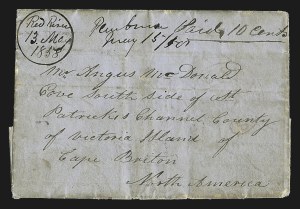 Red River
13 Mc
1858
Pembina Paid 10 Cents
May 15/58
Mr Angus McDonald
Cove South side of St
Patricks Channel County
of Victoria Island of
Cape Breton
North America